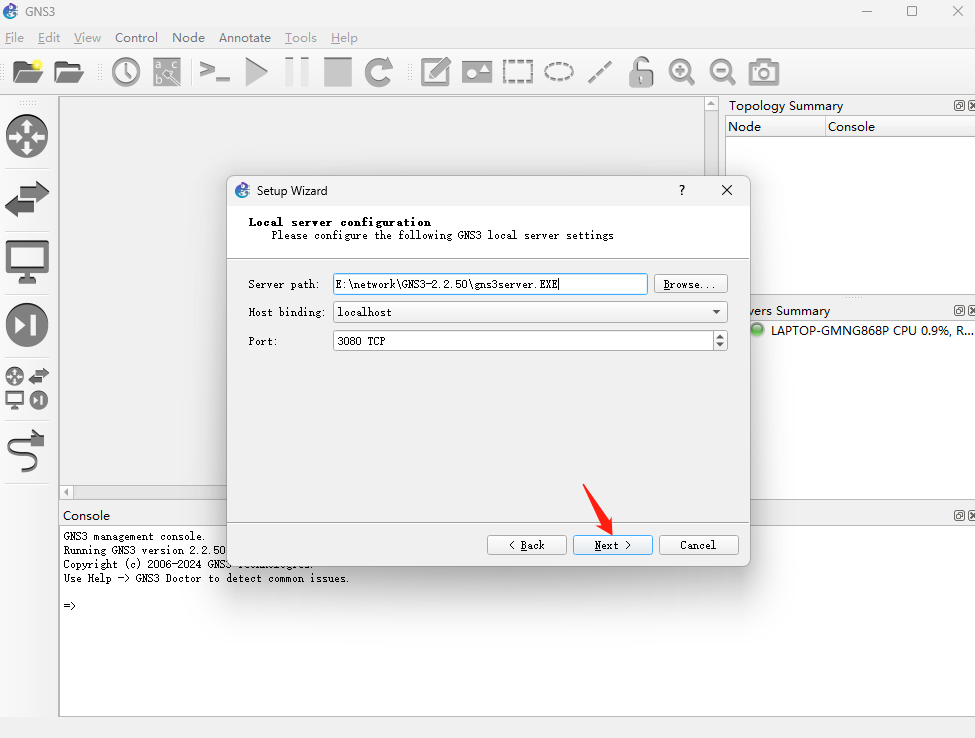 GNS3
File Edit View Control Node Annotate Tools Help
Topology Summary
Node Console
Setup Wizard
?
Local server configuration
Please configure the following GNS3 local server settings
Server path: E:\network\GNS3-2.2.50\gns3server.EXE Browse...
Host binding: localhost
Port: 3080 TCP
< Back Next > Cancel
vers Summary
LAPTOP-GMNG868P CPU 0.9%, R...
Console
GNS3 management console.
Running GNS3 version 2.2.50
Copyright (c) 2006-2024 GNS3 Technologies.
Use Help -> GNS3 Doctor to detect common issues.
=>